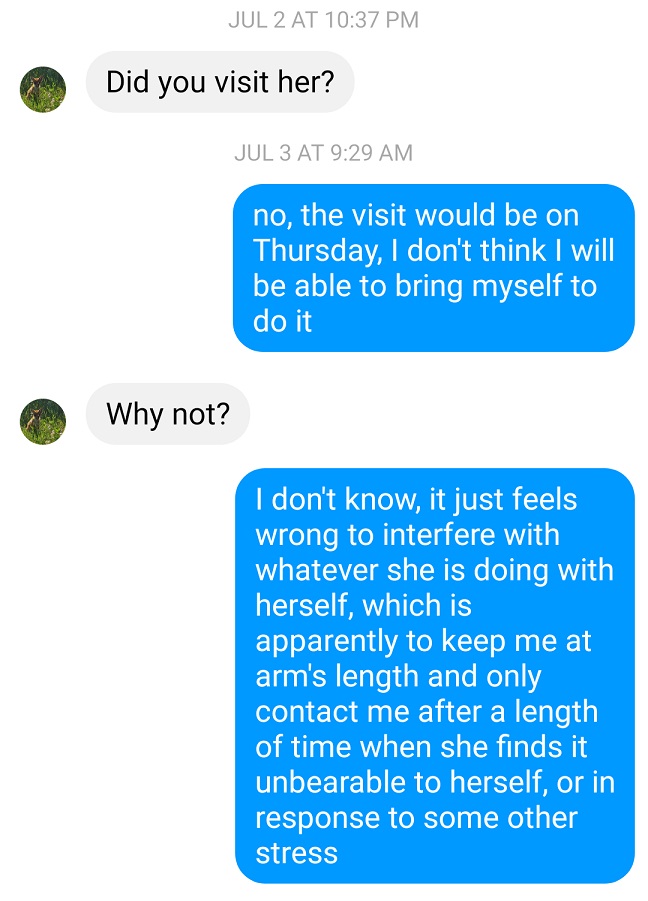 JUL 2 AT 10:37 PM
Did you visit her?
JUL 3 AT 9:29 AM
no, the visit would be on
Thursday, I don't think I will
be able to bring myself to
do it
Why not?
I don't know, it just feels
wrong to interfere with
whatever she is doing with
herself, which is
apparently to keep me at
arm's length and only
contact me after a length
of time when she finds it
unbearable to herself, or in
response to some other
stress